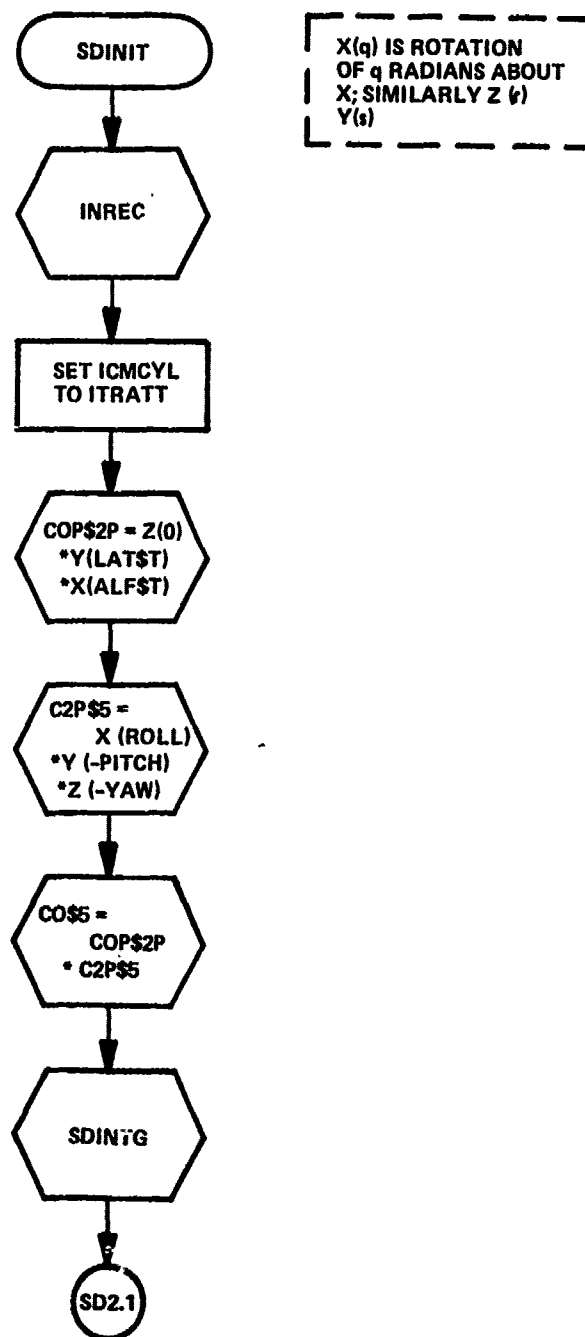 SDINIT
X(q) IS ROTATION
OF q RADIANS ABOUT
X; SIMILARLY Z (r)
Y(s)
INREC
SET ICMCYL
TO ITRATT
COP$2P = Z(0)
*Y(LAT$T)
*X(ALF$T)
C2P$5 =
X (ROLL)
*Y (-PITCH)
*Z (-YAW)
CO$5 =
COP$2P
* C2P$5
SDINTG
SD2.1